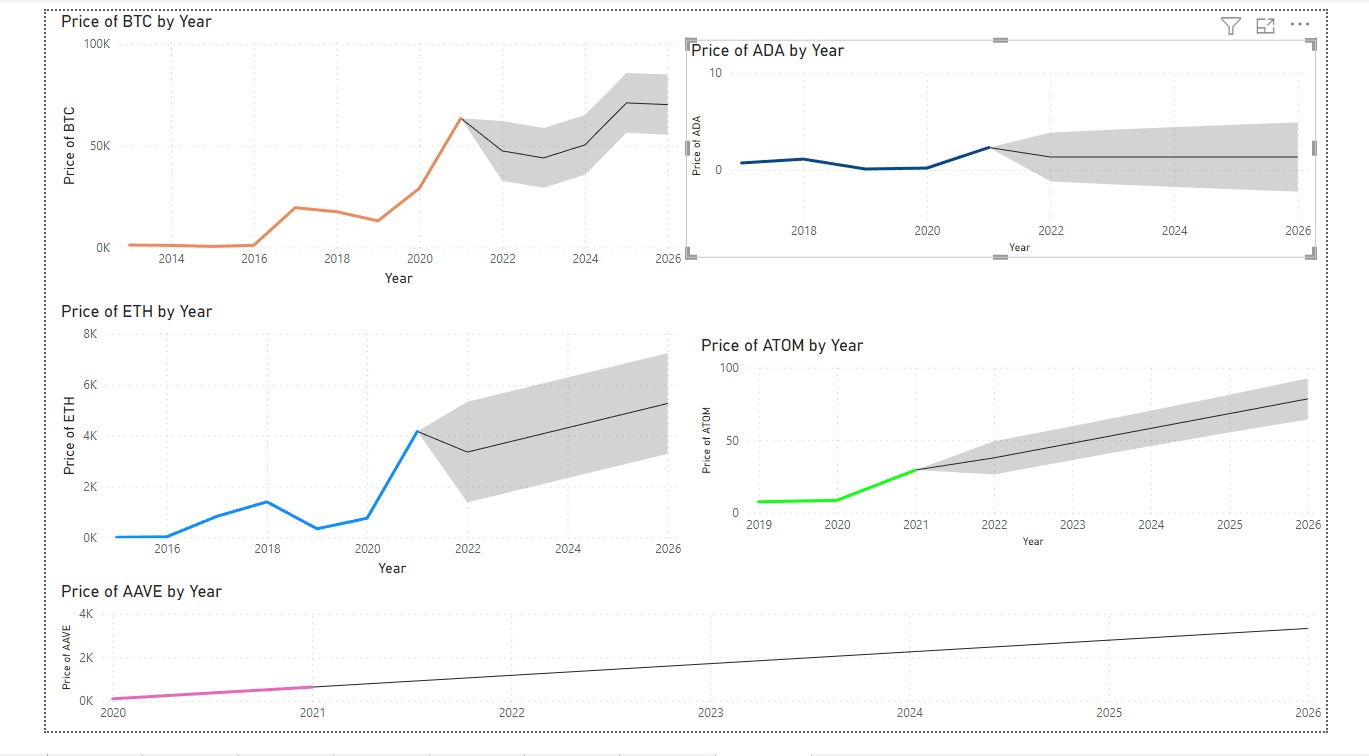 Price of BTC by Year
100K
50K
0K
Price of BTC
2014 2016 2018 2020 2022 2024 2026
Year
Price of ADA by Year
10
0
Price of ADA
2018 2020 2022 2024 2026
Year
Price of ETH by Year
8K
6K
4K
2K
0K
Price of ETH
2016 2018 2020 2022 2024 2026
Year
Price of ATOM by Year
100
50
0
Price of ATOM
2019 2020 2021 2022 2023 2024 2025 2026
Year
Price of AAVE by Year
4K
2K
0K
Price of AAVE
2020 2021 2022 2023 2024 2025 2026